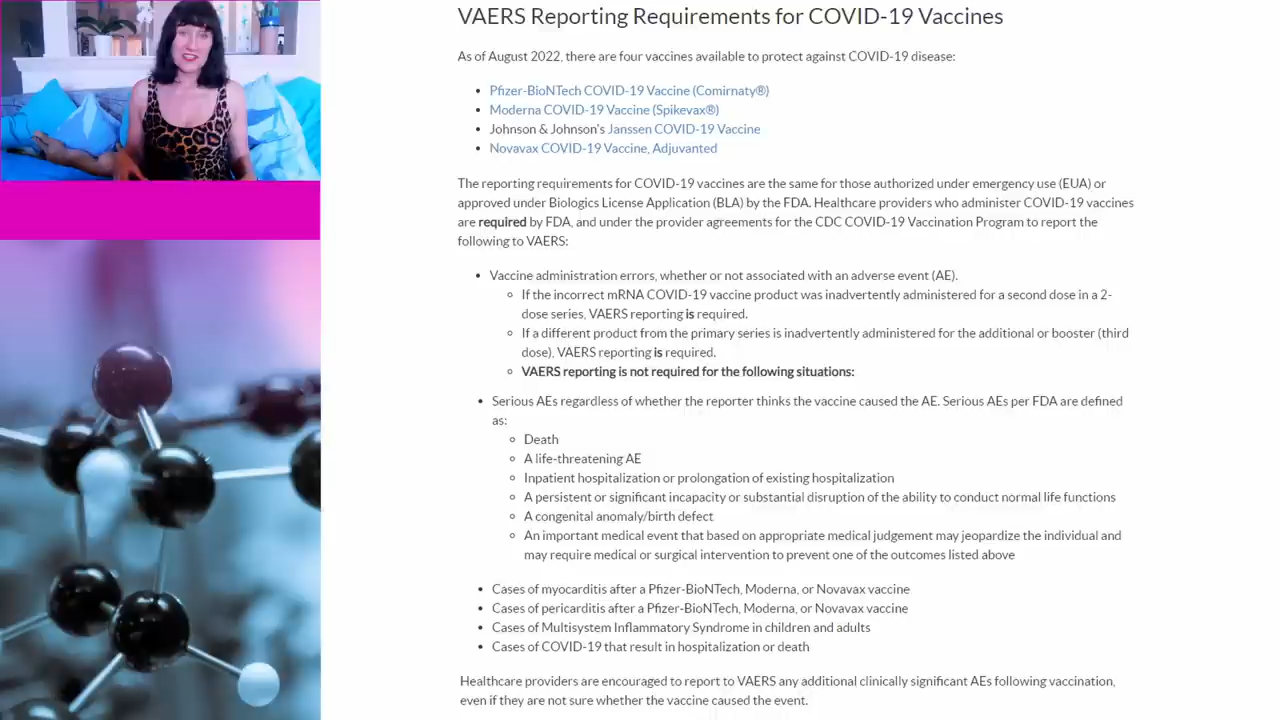 VAERS Reporting Requirements for COVID-19 Vaccines
As of August 2022, there are four vaccines available to protect against COVID-19 disease:
• Pfizer-BioNTech COVID-19 Vaccine (Comirnaty®)
• Moderna COVID-19 Vaccine (Spikevax®)
• Johnson & Johnson's Janssen COVID-19 Vaccine
• Novavax COVID-19 Vaccine, Adjuvanted
The reporting requirements for COVID-19 vaccines are the same for those authorized under emergency use (EUA) or
approved under Biologics License Application (BLA) by the FDA. Healthcare providers who administer COVID-19 vaccines
are required by FDA, and under the provider agreements for the CDC COVID-19 Vaccination Program to report the
following to VAERS:
• Vaccine administration errors, whether or not associated with an adverse event (AE).
◦ If the incorrect mRNA COVID-19 vaccine product was inadvertently administered for a second dose in a 2-
dose series, VAERS reporting is required.
◦ If a different product from the primary series is inadvertently administered for the additional or booster (third
dose), VAERS reporting is required.
◦ VAERS reporting is not required for the following situations:
• Serious AEs regardless of whether the reporter thinks the vaccine caused the AE. Serious AEs per FDA are defined
as:
◦ Death
◦ A life-threatening AE
◦ Inpatient hospitalization or prolongation of existing hospitalization
◦ A persistent or significant incapacity or substantial disruption of the ability to conduct normal life functions
◦ A congenital anomaly/birth defect
◦ An important medical event that based on appropriate medical judgement may jeopardize the individual and
may require medical or surgical intervention to prevent one of the outcomes listed above
• Cases of myocarditis after a Pfizer-BioNTech, Moderna, or Novavax vaccine
• Cases of pericarditis after a Pfizer-BioNTech, Moderna, or Novavax vaccine
• Cases of Multisystem Inflammatory Syndrome in children and adults
• Cases of COVID-19 that result in hospitalization or death
Healthcare providers are encouraged to report to VAERS any additional clinically significant AEs following vaccination,
even if they are not sure whether the vaccine caused the event.